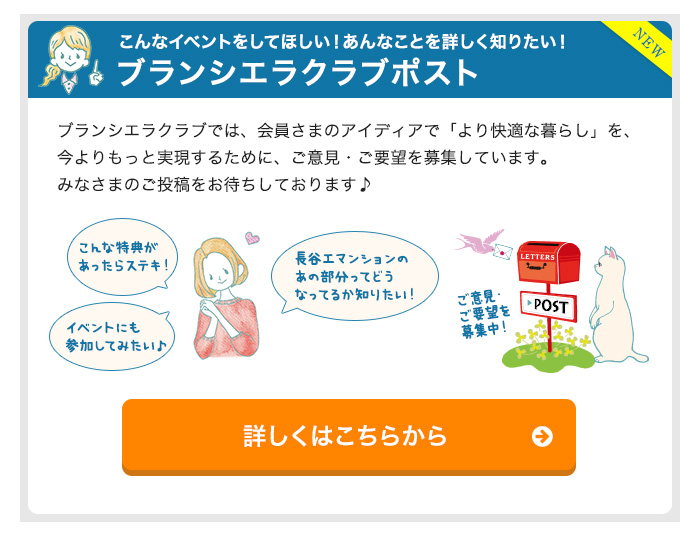 こんなイベントをしてほしい！あんなことを詳しく知りたい！
ブランシエラクラブポスト
NEW
ブランシエラクラブでは、会員さまのアイディアで「より快適な暮らし」を、
今よりもっと実現するために、ご意見・ご要望を募集しています。
みなさまのご投稿をお待ちしております♪
こんな特典が
あったらステキ！
イベントにも
参加してみたい♪
長谷エマンションの
あの部分ってどう
なってるか知りたい！
ご意見・
ご要望を
募集中！
LETTERS
POST
詳しくはこちらから